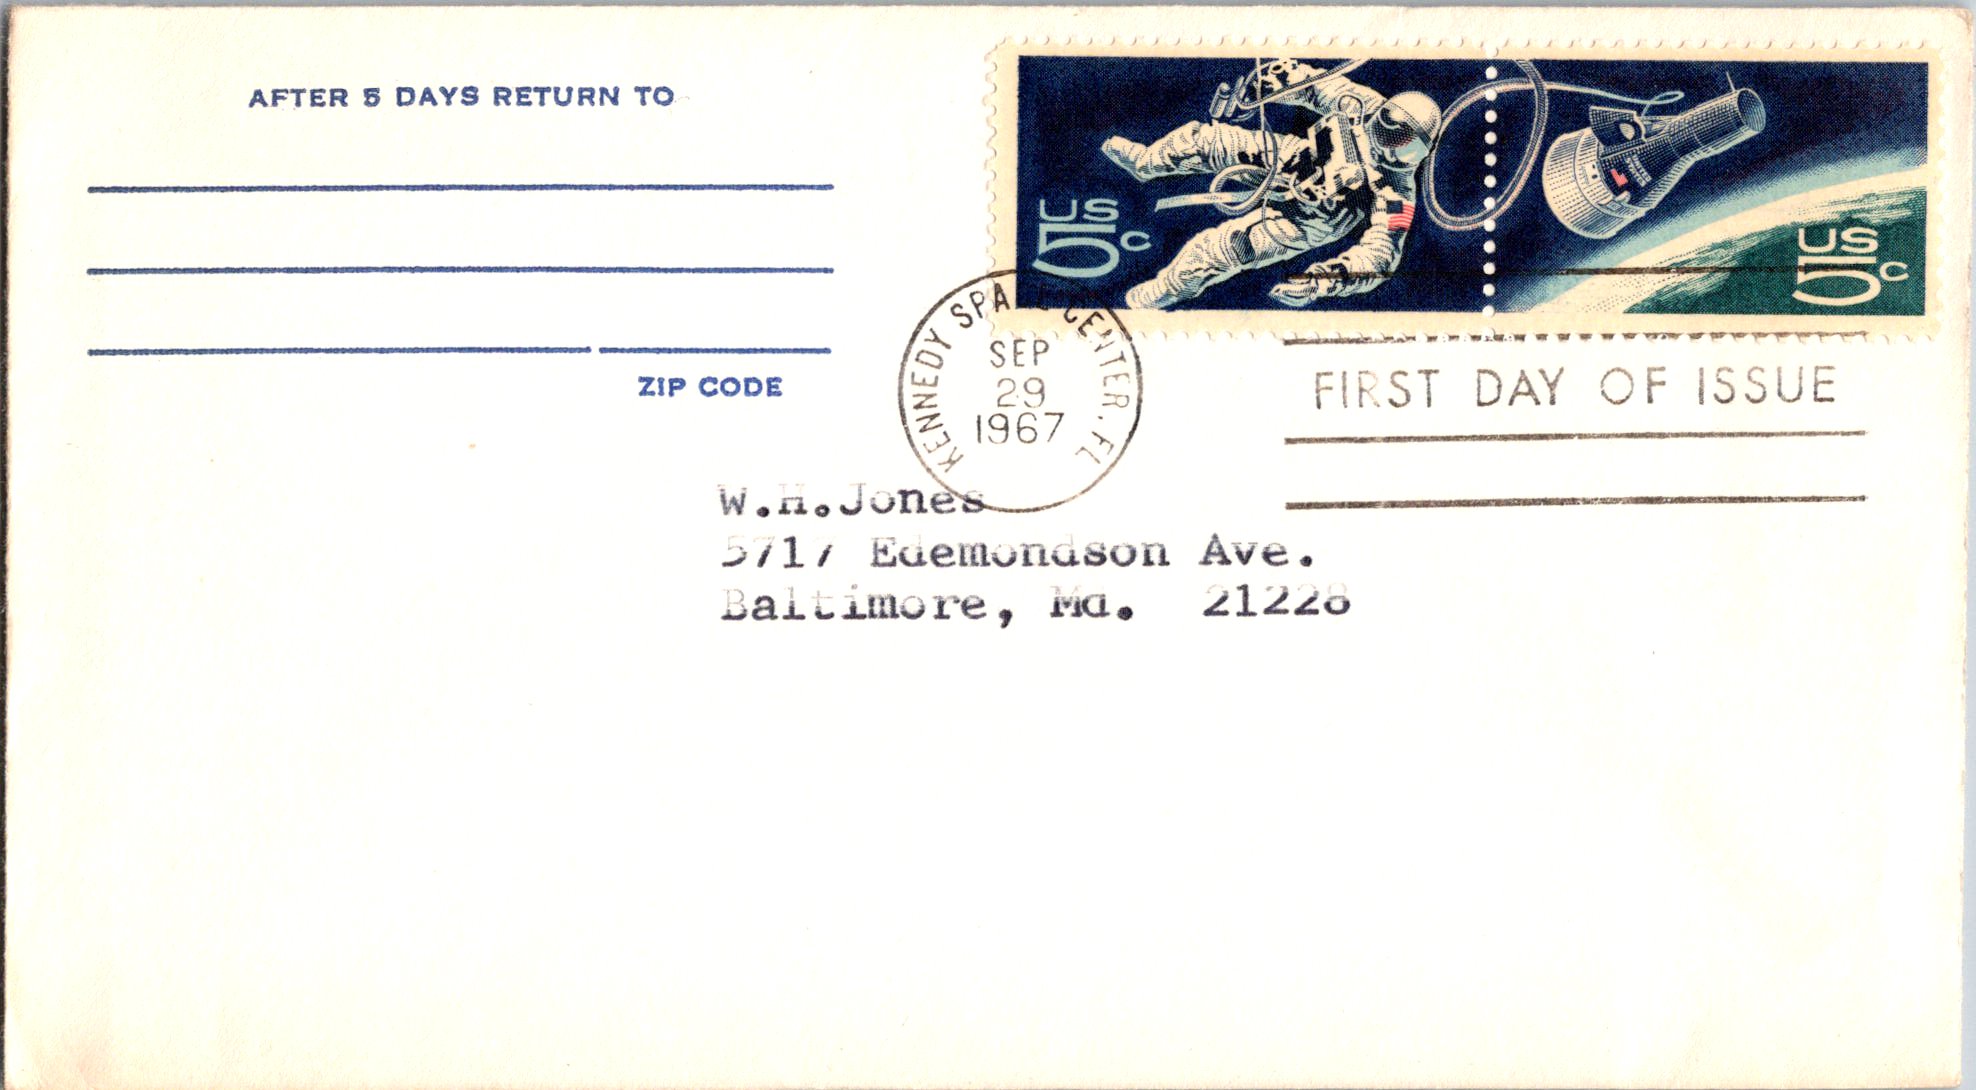 AFTER 5 DAYS RETURN TO
ZIP CODE
US
5c
US
5c
KENNEDY SPACE CENTER, FL
SEP
29
1967
FIRST DAY OF ISSUE
W.H.Jones
5717 Edemondson Ave.
Baltimore, Md. 21228